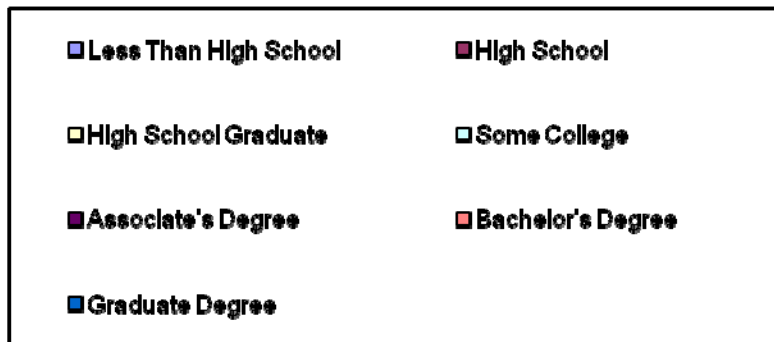 Less Than High School High School
High School Graduate Some College
Associate's Degree Bachelor's Degree
Graduate Degree